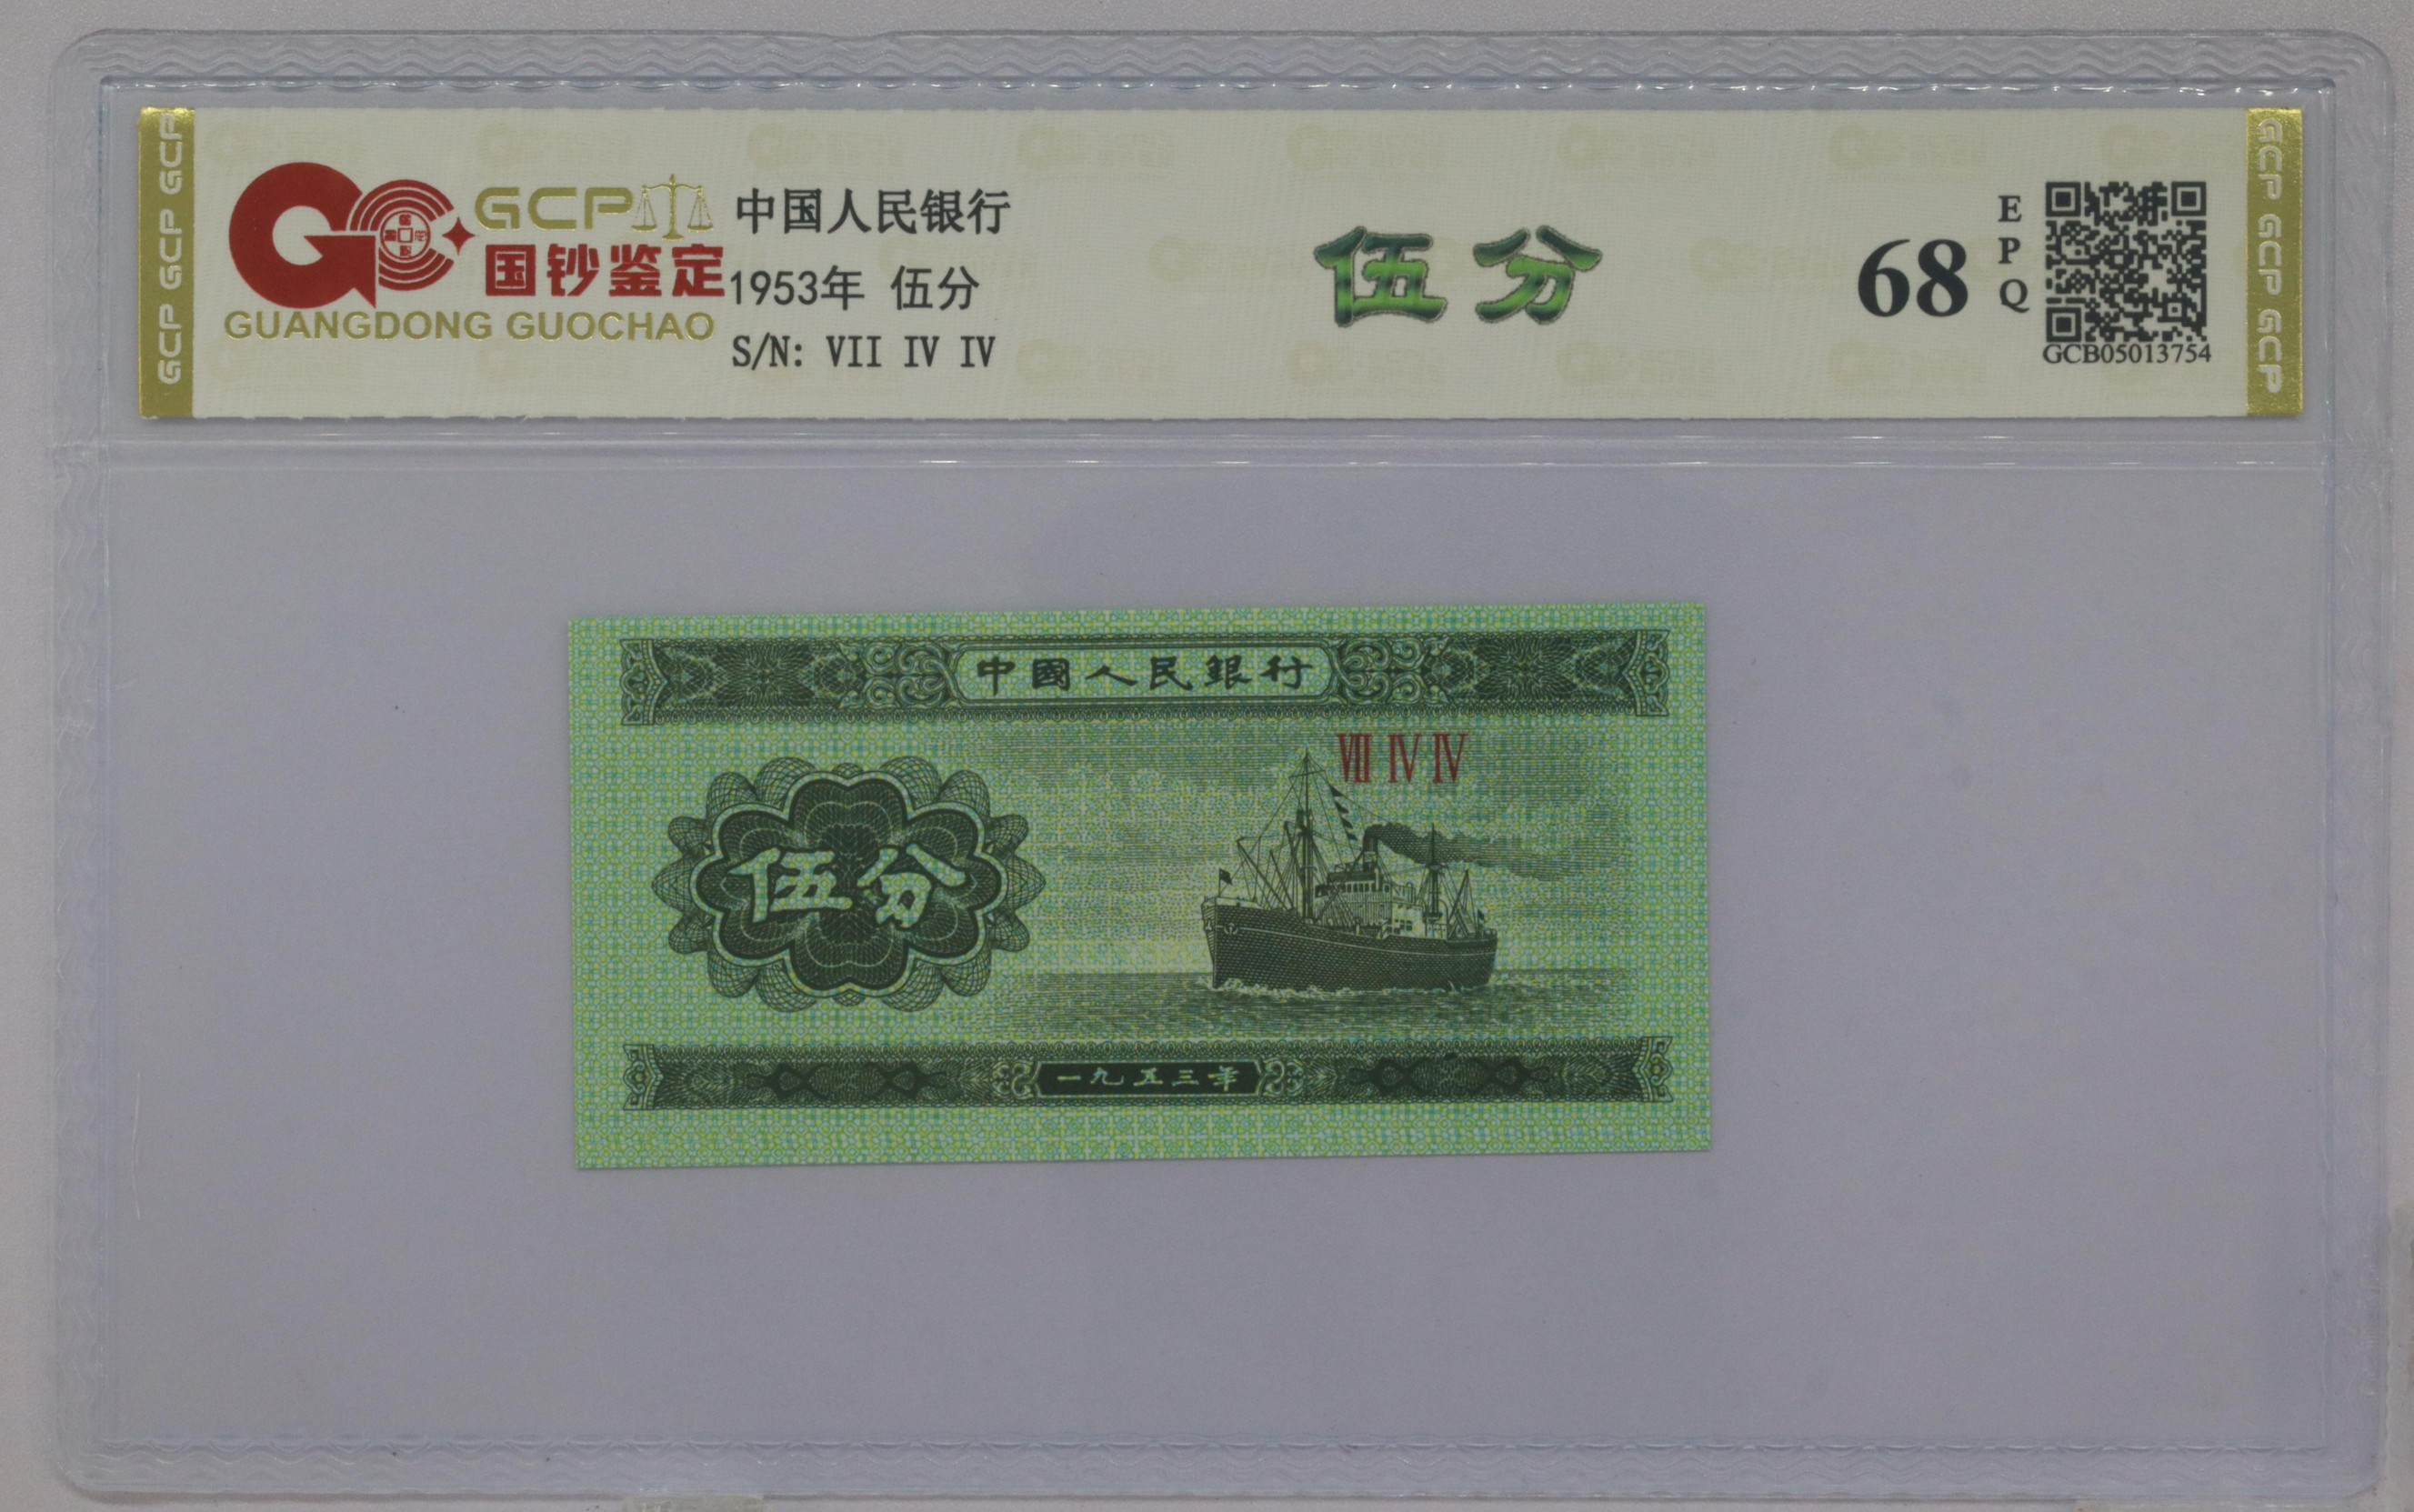 GCP GCP GCP
GCP
国钞鉴定
GUANGDONG GUOCHAO
中国人民银行
1953年 伍分
S/N: VII IV IV
伍分
68
EPQ
GCB05013754
GCP GCP GCP
中國人民銀行
VII IV IV
伍分
一九五三年